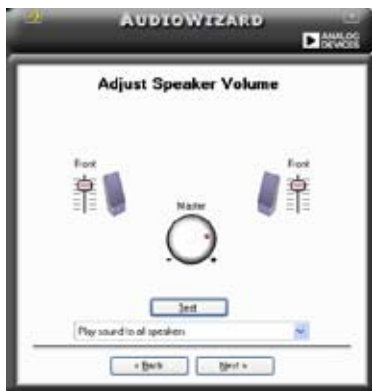 AudioWizard
ANALOG
DEVICES
Adjust Speaker Volume
Front
Front
Master
- +
Test
Play sound to all speakers
< Back Next >